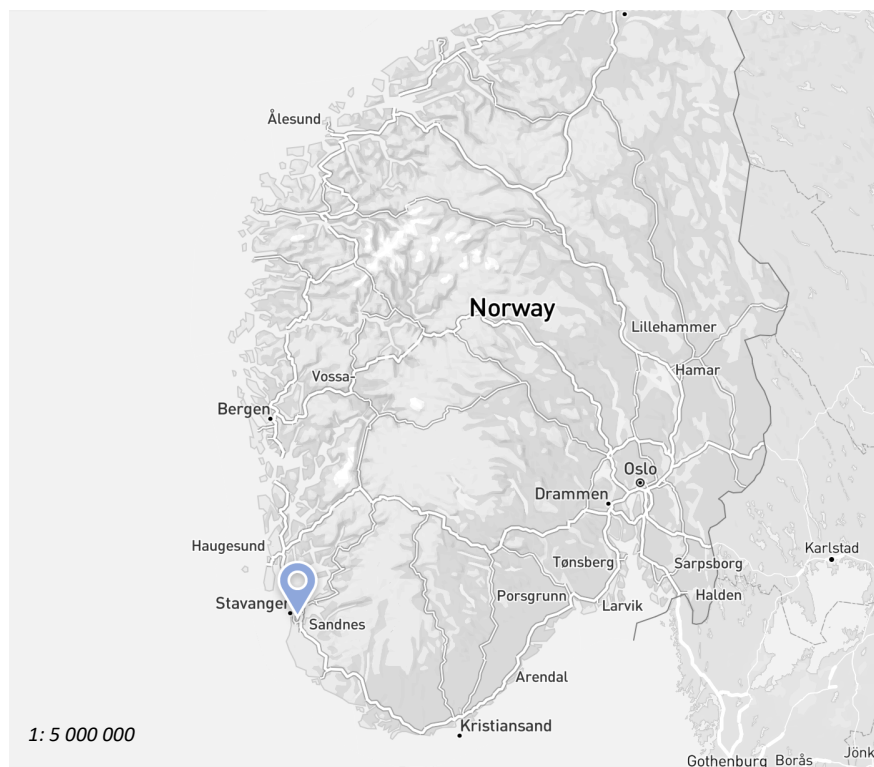 Ålesund
Norway
Lillehammer
Hamar
Vossa
Bergen
Oslo
Drammen
Haugesund
Karlstad
Tønsberg
Sarpsborg
Porsgrunn
Halden
Stavanger
Larvik
Sandnes
Arendal
Kristiansand
1: 5 000 000
Gothenburg
Borås
Jönk